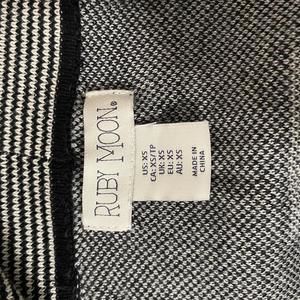 RUBY MOON®
US: XS
CA: XS/TP
UK: XS
EU: XS
AU: XS
MADE IN
CHINA